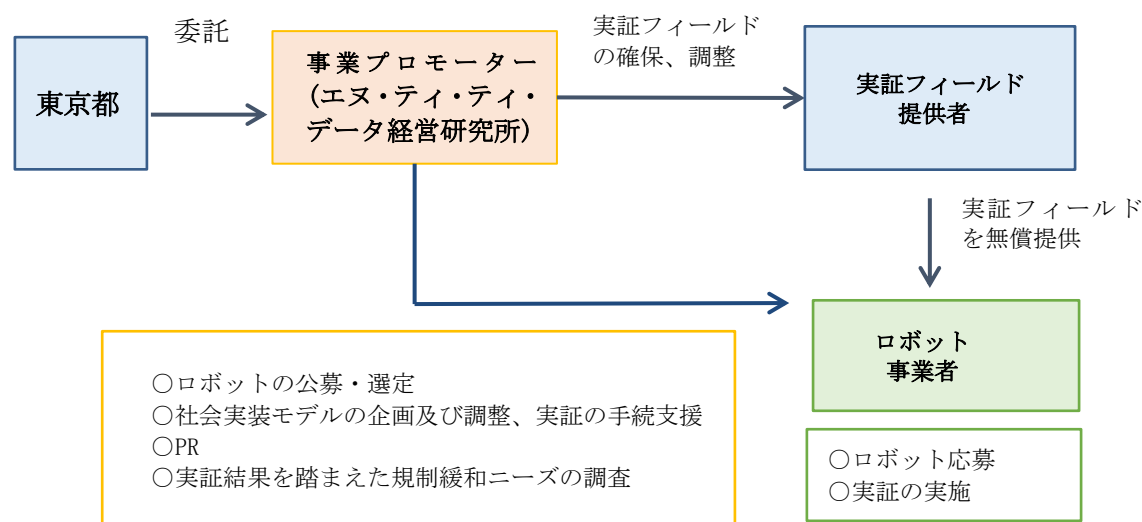 委託
東京都
事業プロモーター
(エヌ・ティ・ティ・
データ経営研究所)
実証フィールド
の確保、調整
実証フィールド
提供者
実証フィールド
を無償提供
ロボット
事業者
○ロボットの公募・選定
○社会実装モデルの企画及び調整、実証の手続支援
○PR
○実証結果を踏まえた規制緩和ニーズの調査
○ロボット応募
○実証の実施